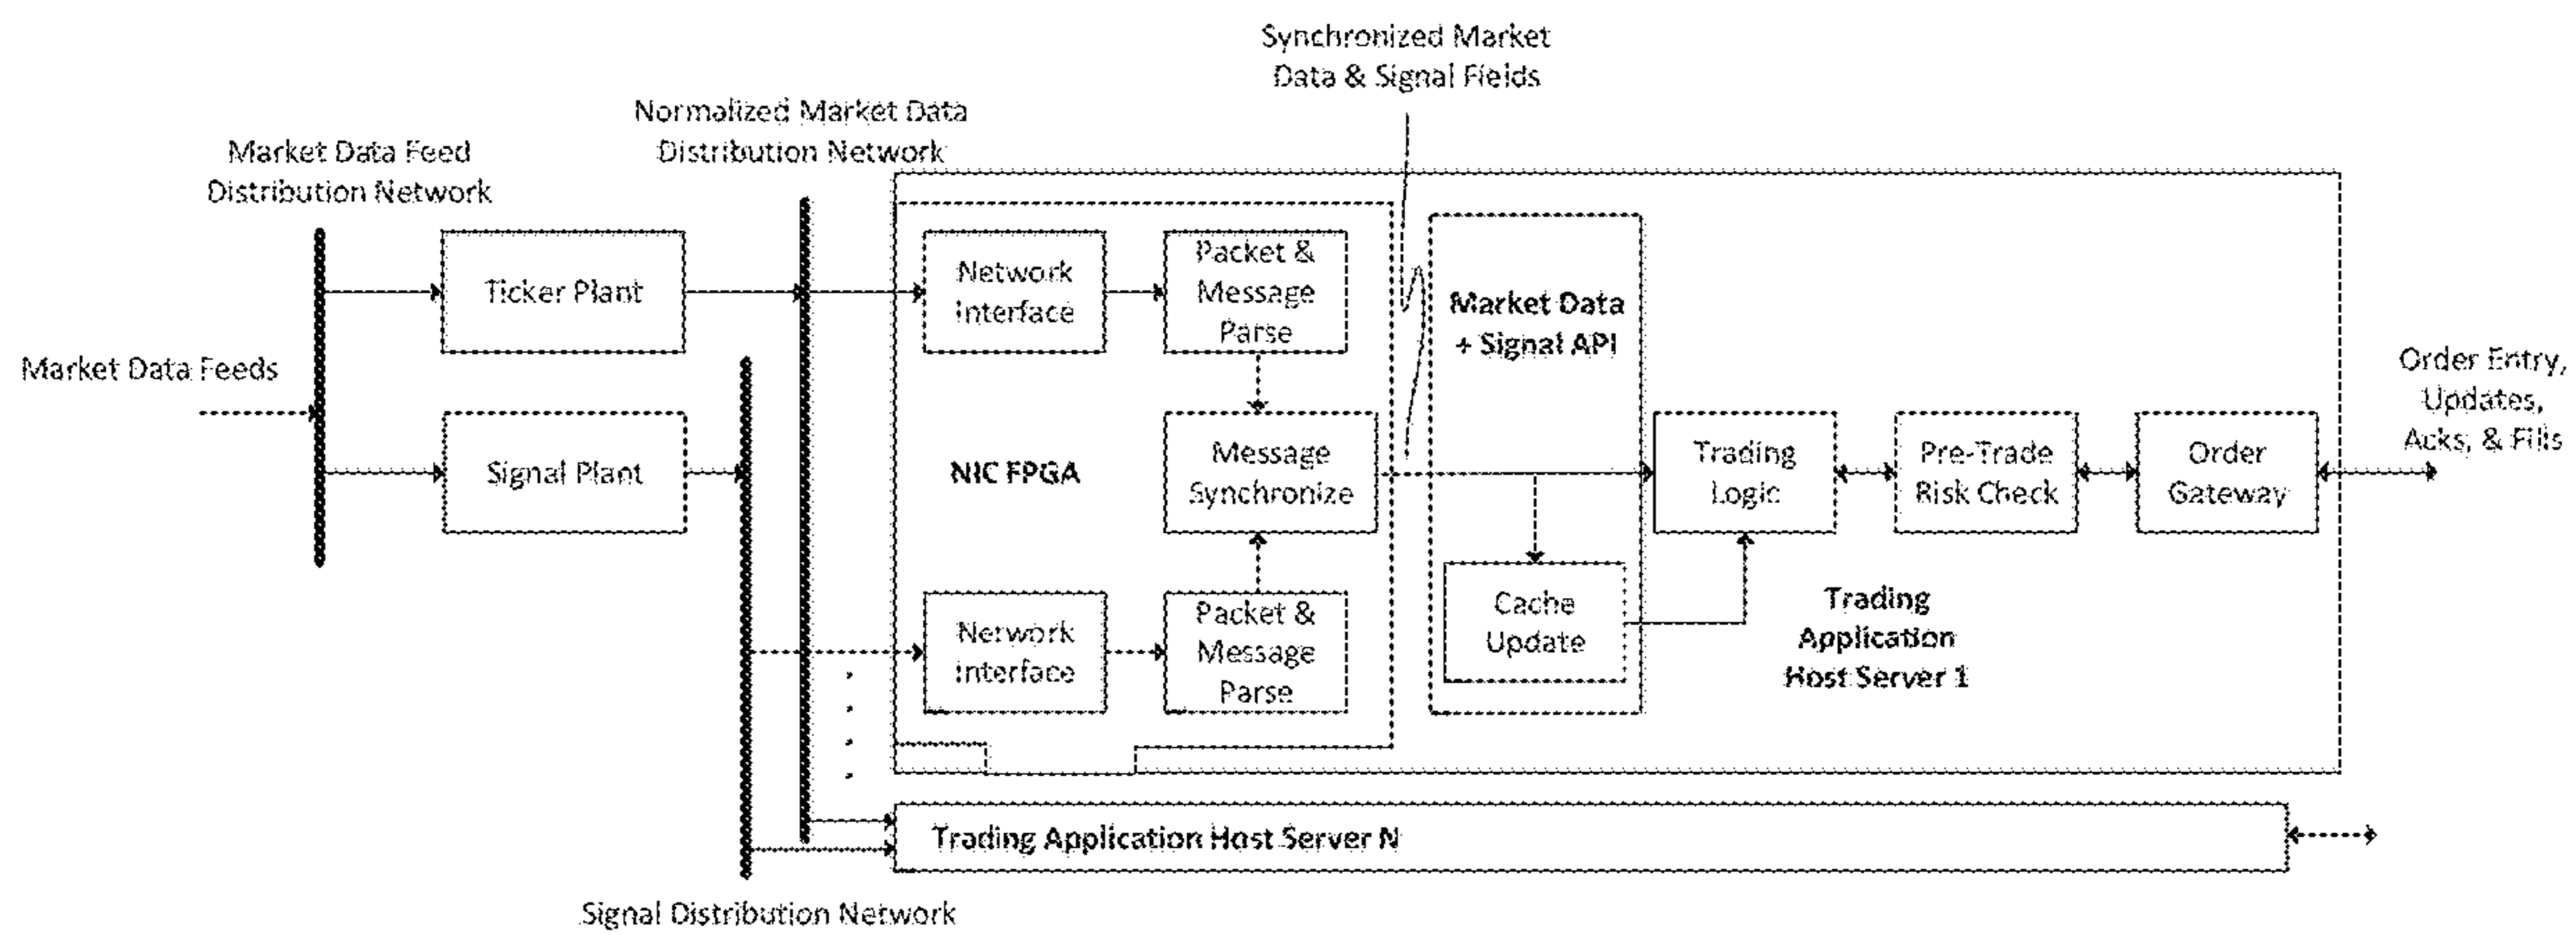 Synchronized Market
Data & Signal Fields
Normalized Market Data
Distribution Network
Market Data Feed
Distribution Network
Market Data Feeds
Ticker Plant
Signal Plant
Network
Interface
Packet &
Message
Parse
NIC FPGA
Message
Synchronize
Network
Interface
Packet &
Message
Parse
Market Data
+ Signal API
Cache
Update
Trading
Logic
Pre-Trade
Risk Check
Order
Gateway
Trading
Application
Host Server 1
Order Entry,
Updates,
Acks, & Fills
Trading Application Host Server N
Signal Distribution Network